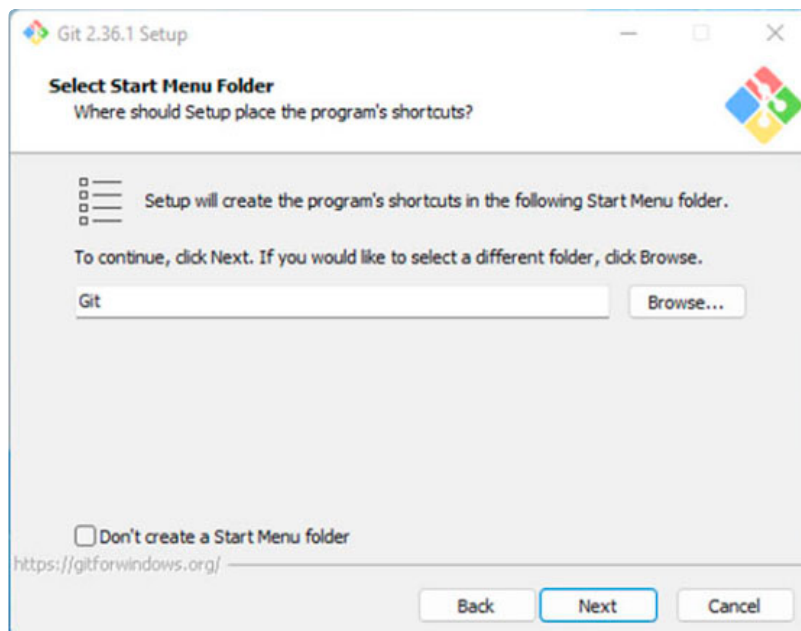 Git 2.36.1 Setup
Select Start Menu Folder
Where should Setup place the program's shortcuts?
Setup will create the program's shortcuts in the following Start Menu folder.
To continue, click Next. If you would like to select a different folder, click Browse.
Git
Browse...
Don't create a Start Menu folder
https://gitforwindows.org/
Back
Next
Cancel